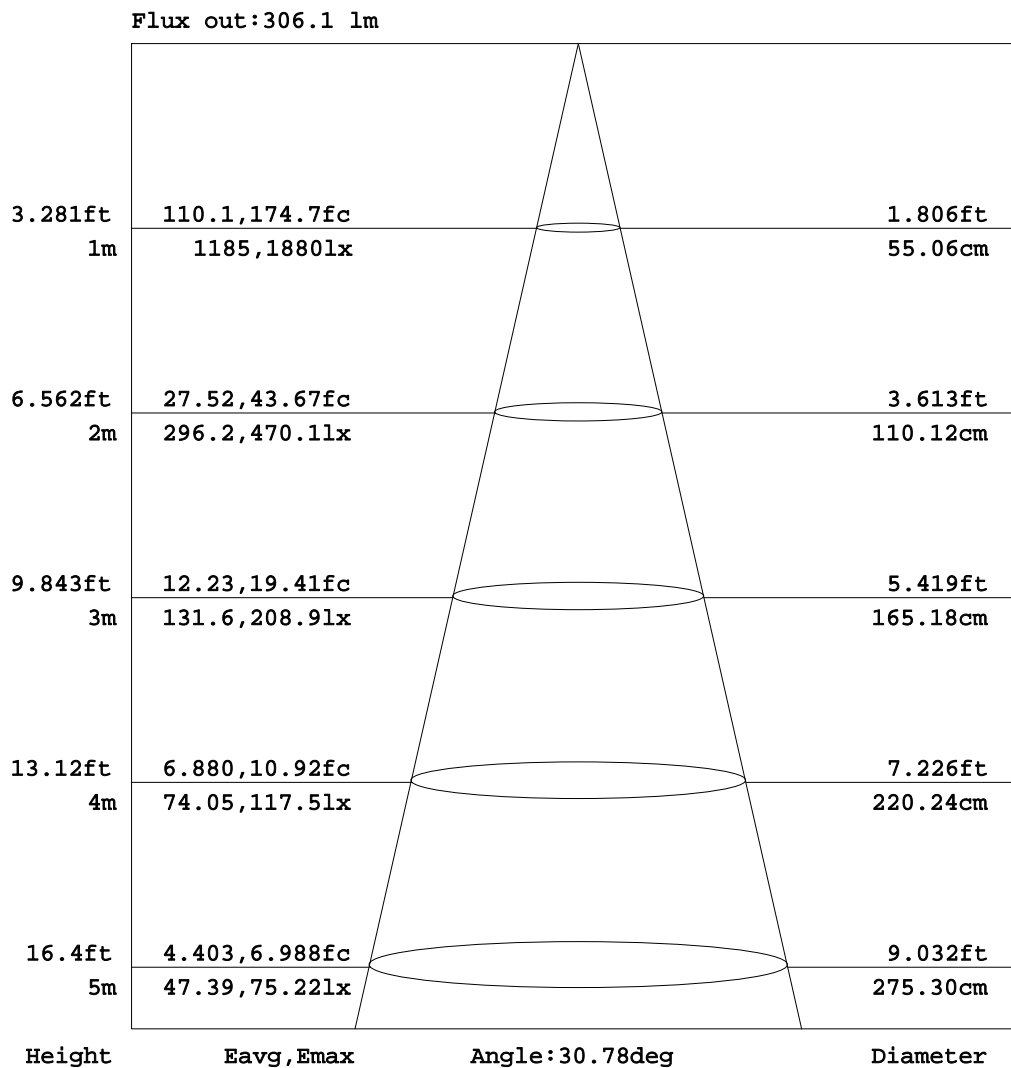 Flux out:306.1 lm
3.281ft 110.1,174.7fc 1.806ft
1m 1185,1880lx 55.06cm
6.562ft 27.52,43.67fc 3.613ft
2m 296.2,470.1lx 110.12cm
9.843ft 12.23,19.41fc 5.419ft
3m 131.6,208.9lx 165.18cm
13.12ft 6.880,10.92fc 7.226ft
4m 74.05,117.5lx 220.24cm
16.4ft 4.403,6.988fc 9.032ft
5m 47.39,75.22lx 275.30cm
Height Eavg,Emax Angle:30.78deg Diameter